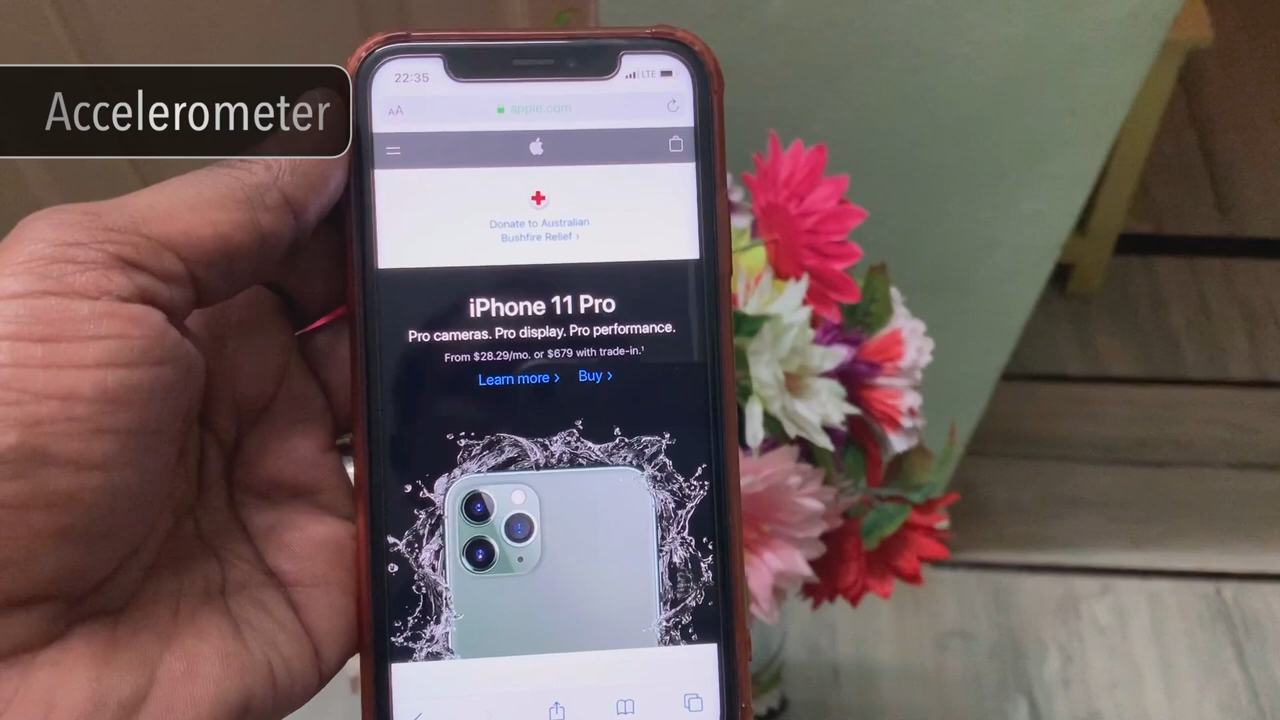 Accelerometer
22:35
LTE
AA
apple.com
Donate to Australian
Bushfire Relief ›
iPhone 11 Pro
Pro cameras. Pro display. Pro performance.
From $28.29/mo. or $679 with trade-in.¹
Learn more › Buy ›